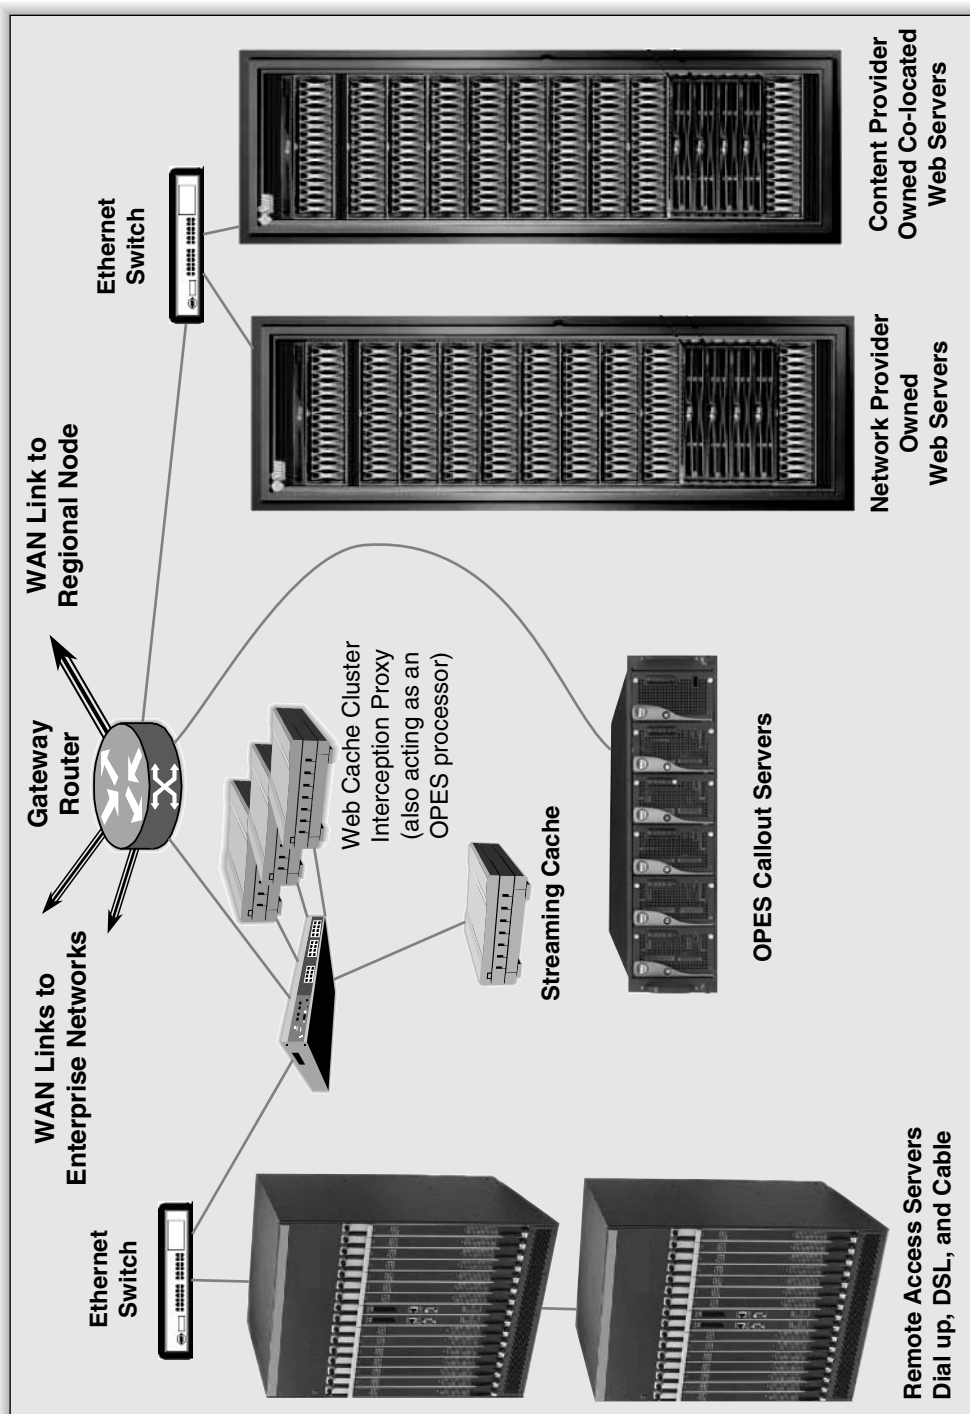 Ethernet
Switch
WAN Links to
Enterprise Networks
Gateway
Router
WAN Link to
Regional Node
Ethernet
Switch
Web Cache Cluster
Interception Proxy
(also acting as an
OPES processor)
Streaming Cache
OPES Callout Servers
Remote Access Servers
Dial up, DSL, and Cable
Network Provider
Owned
Web Servers
Content Provider
Owned Co-located
Web Servers